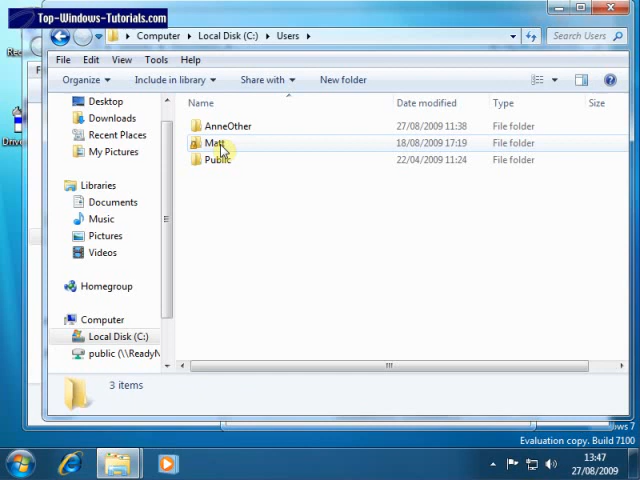 Top-Windows-Tutorials.com
Rec
Computer
Local Disk (C:)
Users
Search Users
File
Edit
View
Tools
Help
Organize
Include in library
Share with
New folder
Desktop
Downloads
Recent Places
My Pictures
Libraries
Documents
Music
Pictures
Videos
Homegroup
Computer
Local Disk (C:)
public (\\ReadyN
Name
Date modified
Type
Size
AnneOther
27/08/2009 11:38
File folder
Matt
18/08/2009 17:19
File folder
Public
22/04/2009 11:24
File folder
3 items
Drive
F
ws 7
Evaluation copy. Build 7100
13:47
27/08/2009